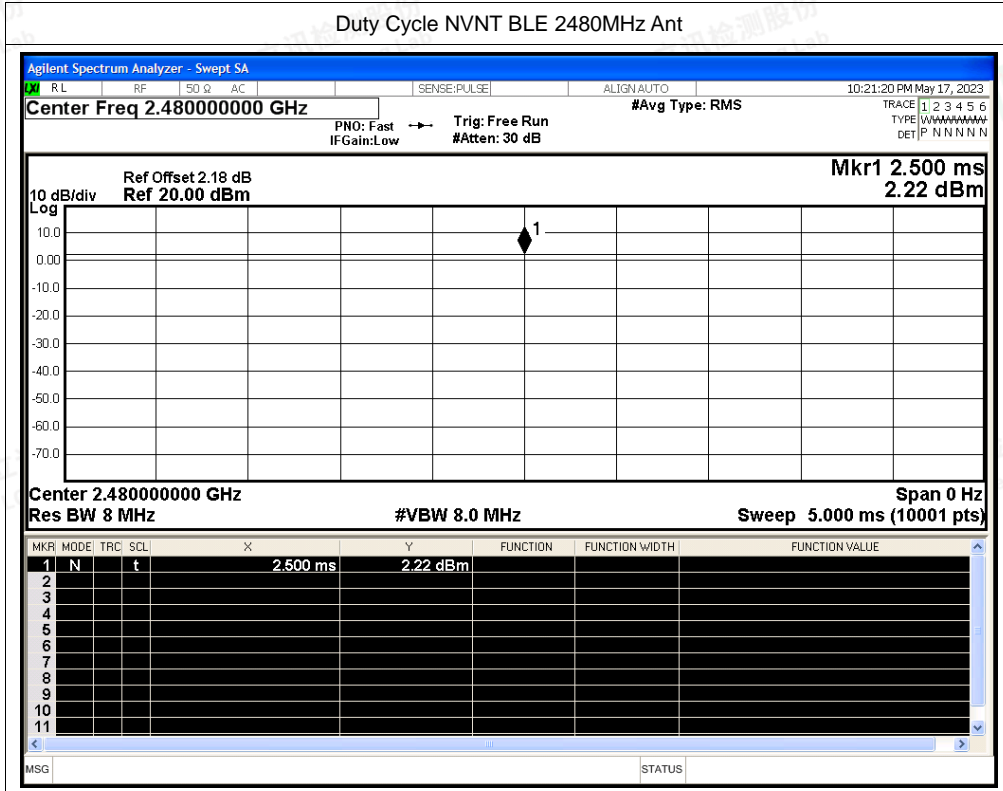 Duty Cycle NVNT BLE 2480MHz Ant
Agilent Spectrum Analyzer - Swept SA
LXI RL RF 50 Ω AC SENSE:PULSE ALIGN AUTO 10:21:20 PM May 17, 2023
Center Freq 2.480000000 GHz #Avg Type: RMS TRACE 1 2 3 4 5 6
PNO: Fast Trig: Free Run TYPE W
IFGain:Low #Atten: 30 dB DET P N N N N N
Mkr1 2.500 ms
Ref Offset 2.18 dB
10 dB/div Ref 20.00 dBm 2.22 dBm
Log
10.0
1
0.00
-10.0
-20.0
-30.0
-40.0
-50.0
-60.0
-70.0
Center 2.480000000 GHz Span 0 Hz
Res BW 8 MHz #VBW 8.0 MHz Sweep 5.000 ms (10001 pts)
MKR MODE TRC SCL X Y FUNCTION FUNCTION WIDTH FUNCTION VALUE
1 N t 2.500 ms 2.22 dBm
2
3
4
5
6
7
8
9
10
11
MSG STATUS